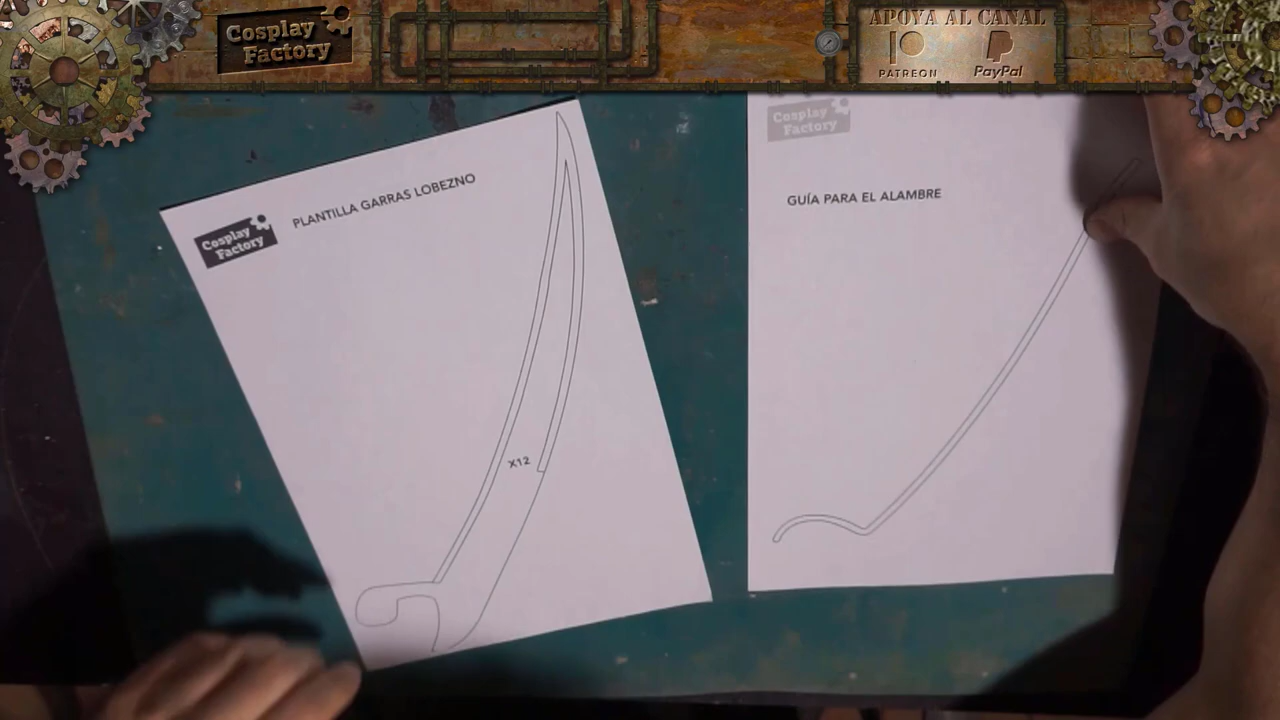 Cosplay
Factory
APOYA AL CANAL
PATREON
PayPal
Cosplay
Factory
PLANTILLA GARRAS LOBEZNO
X12
Cosplay
Factory
GUÍA PARA EL ALAMBRE